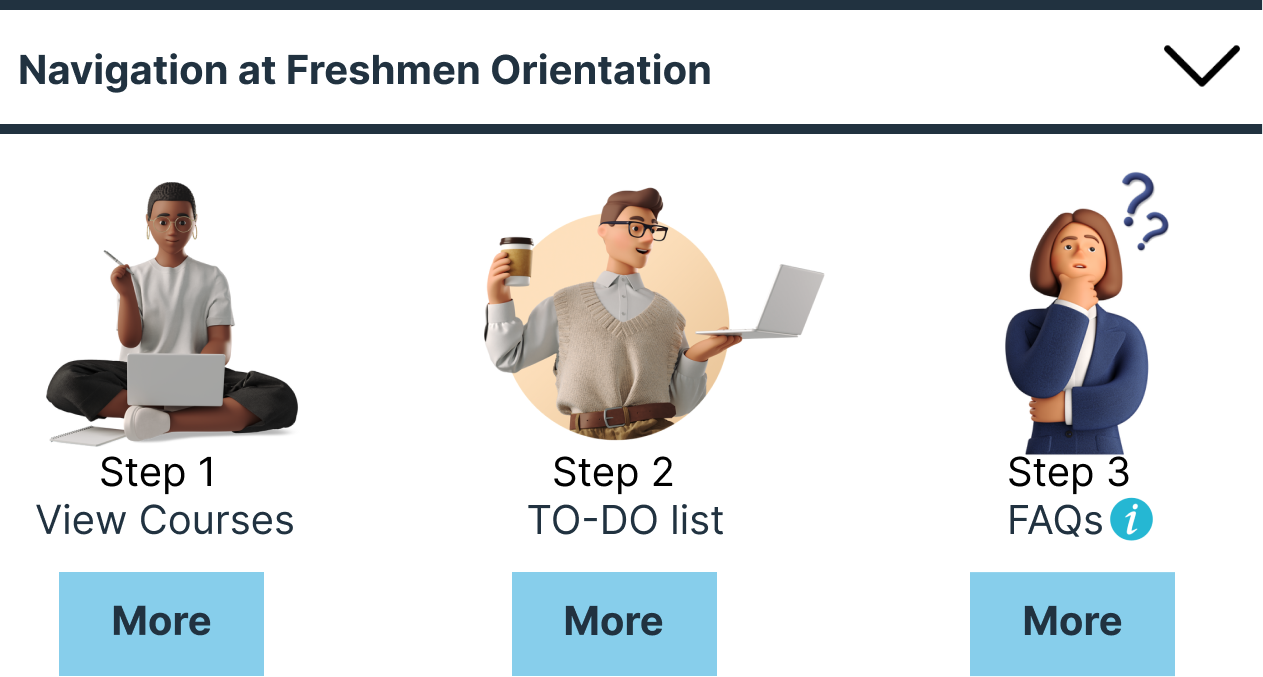 Navigation at Freshmen Orientation
? ?
Step 1
View Courses
More
Step 2
TO-DO list
More
Step 3
FAQs i
More